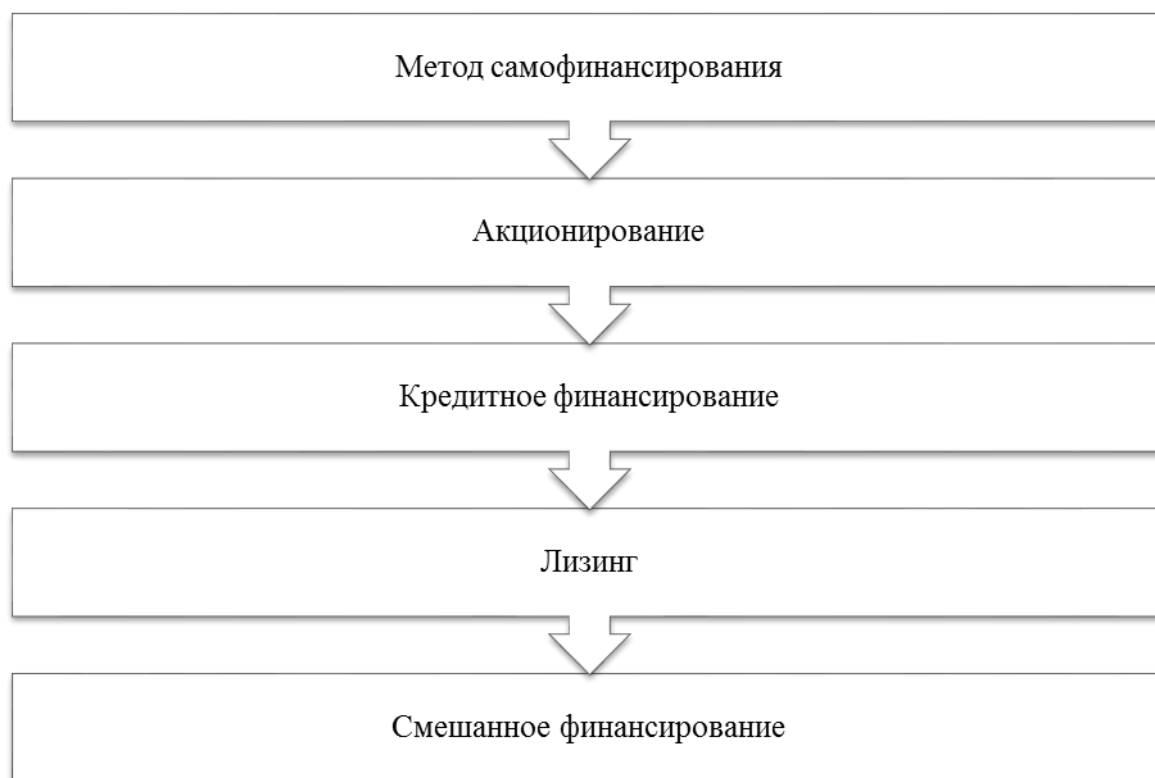 Метод самофинансирования
Акционирование
Кредитное финансирование
Лизинг
Смешанное финансирование